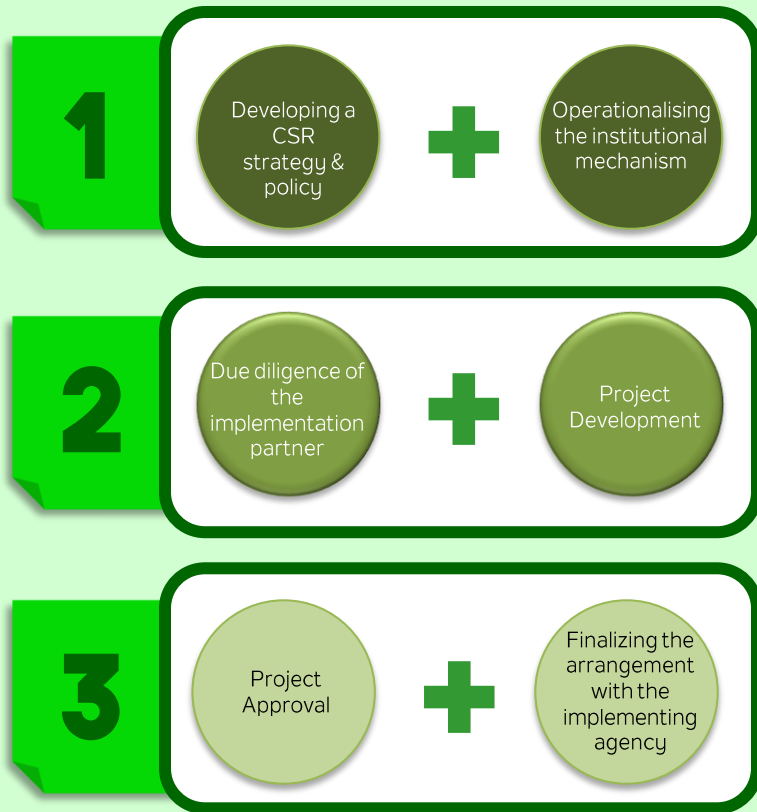 1
Developing a
CSR
strategy &
policy
Operationalising
the institutional
mechanism
2
Due diligence of
the
implementation
partner
Project
Development
3
Project
Approval
Finalizing the
arrangement
with the
implementing
agency